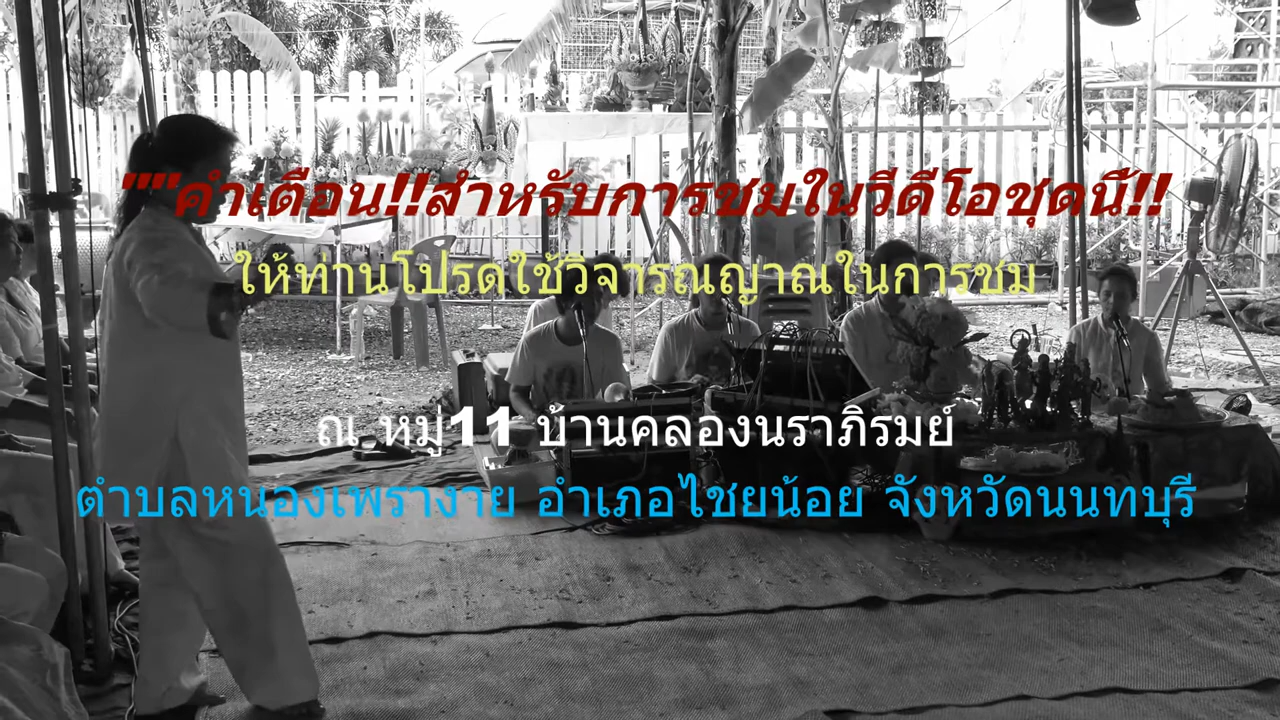 ""คำเตือน!!สำหรับการชมในวีดีโอชุดนี้!!
ให้ท่านโปรดใช้วิจารณญาณในการชม
ณ หมู่11 บ้านคลองนราภิรมย์
ตำบลหนองเพรางาย อำเภอไชยน้อย จังหวัดนนทบุรี